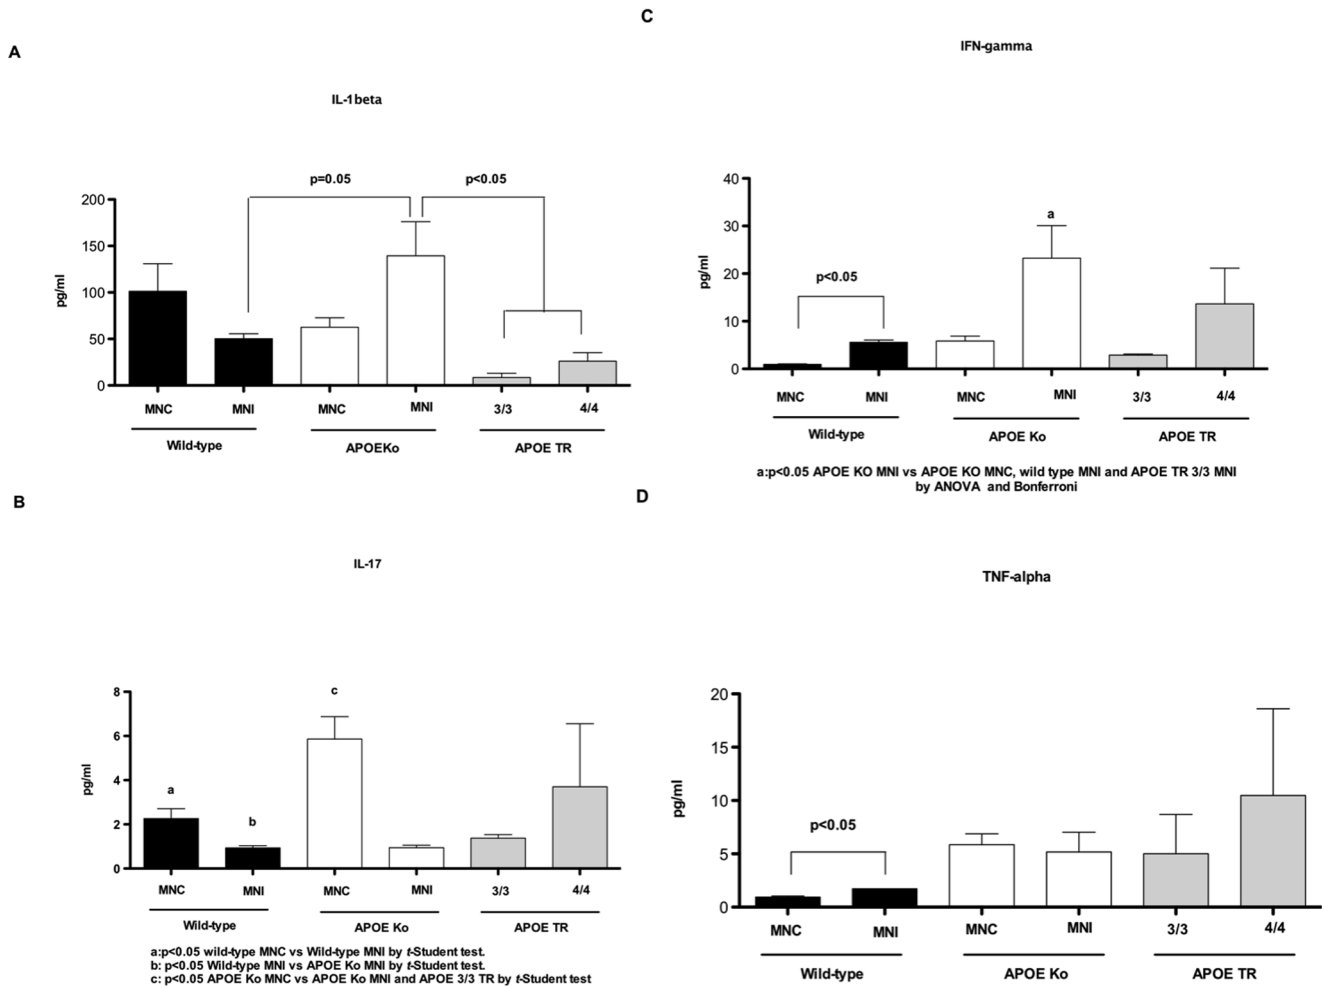 A
IL-1beta
p=0.05
p<0.05
200
150
100
50
0
pg/ml
MNC
MNI
MNC
MNI
3/3
4/4
Wild-type
APOEKo
APOE TR
B
IL-17
8
6
4
2
0
pg/ml
a
b
c
MNC
MNI
MNC
MNI
3/3
4/4
Wild-type
APOE Ko
APOE TR
a:p<0.05 wild-type MNC vs Wild-type MNI by t-Student test.
b: p<0.05 Wild-type MNI vs APOE Ko MNI by t-Student test.
c: p<0.05 APOE Ko MNC vs APOE Ko MNI and APOE 3/3 TR by t-Student test
C
IFN-gamma
40
30
20
10
0
pg/ml
p<0.05
a
MNC
MNI
MNC
MNI
3/3
4/4
Wild-type
APOE Ko
APOE TR
a:p<0.05 APOE KO MNI vs APOE KO MNC, wild type MNI and APOE TR 3/3 MNI
by ANOVA and Bonferroni
D
TNF-alpha
20
15
10
5
0
pg/ml
p<0.05
MNC
MNI
MNC
MNI
3/3
4/4
Wild-type
APOE Ko
APOE TR